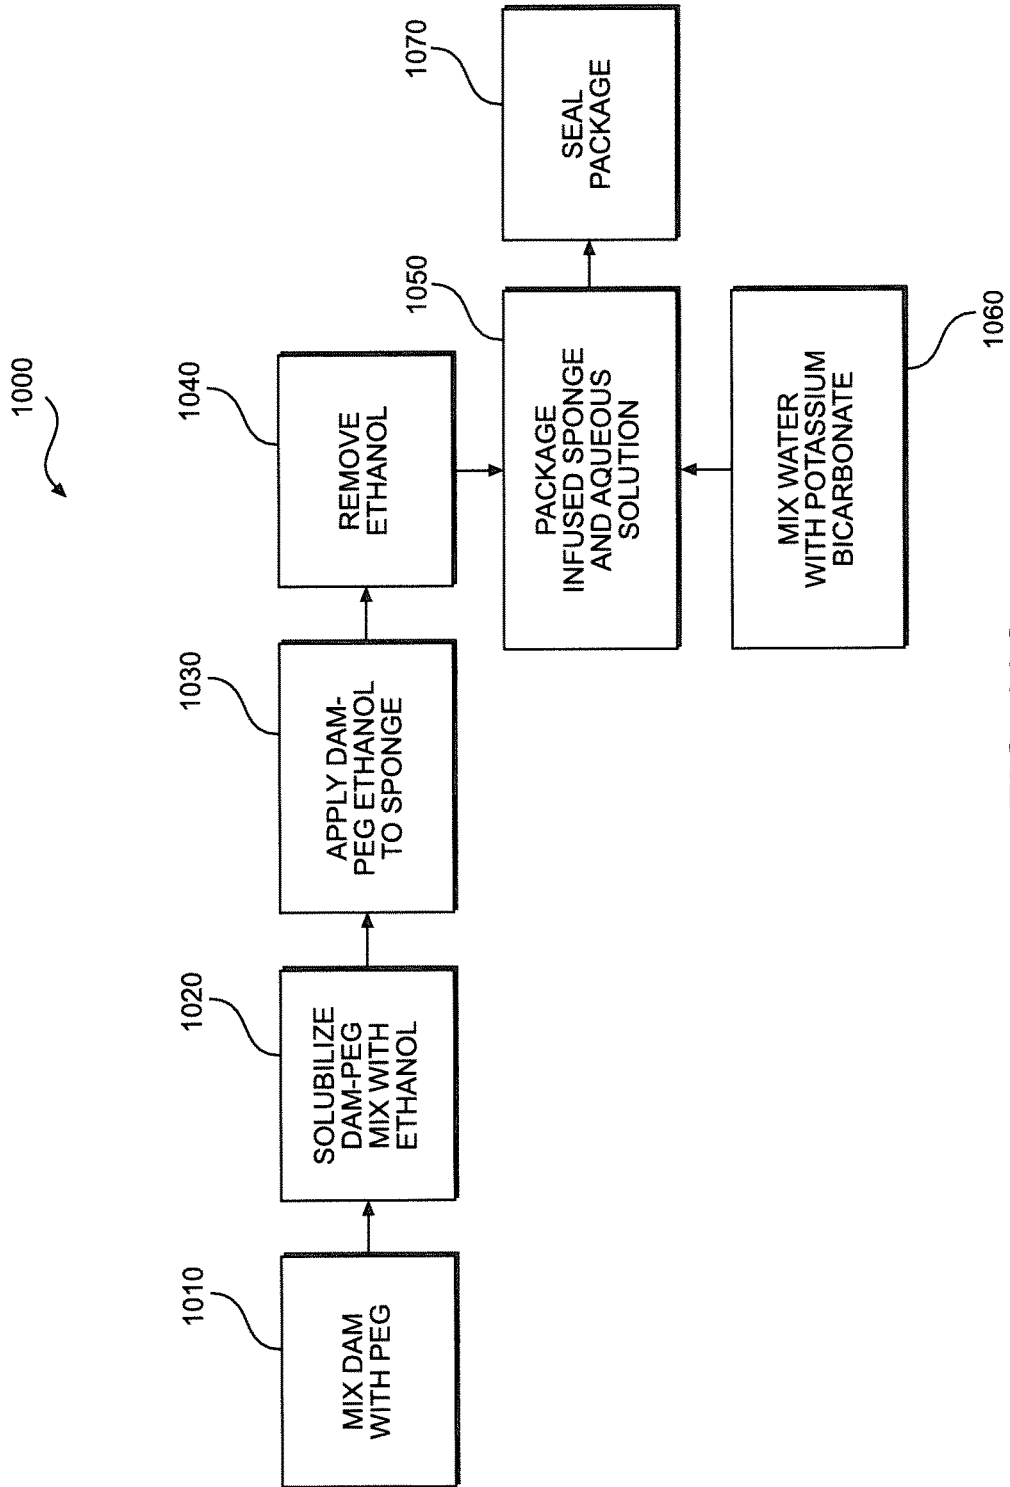 1000
1010
MIX DAM
WITH PEG
1020
SOLUBILIZE
DAM-PEG
MIX WITH
ETHANOL
1030
APPLY DAM-
PEG ETHANOL
TO SPONGE
1040
REMOVE
ETHANOL
1050
PACKAGE
INFUSED SPONGE
AND AQUEOUS
SOLUTION
1060
MIX WATER
WITH POTASSIUM
BICARBONATE
1070
SEAL
PACKAGE